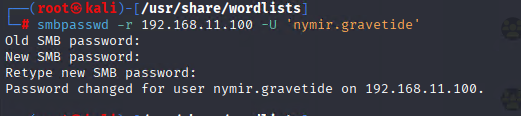 ┌──(root㉿kali)-[/usr/share/wordlists]
└─# smbpasswd -r 192.168.11.100 -U 'nymir.gravetide'
Old SMB password:
New SMB password:
Retype new SMB password:
Password changed for user nymir.gravetide on 192.168.11.100.